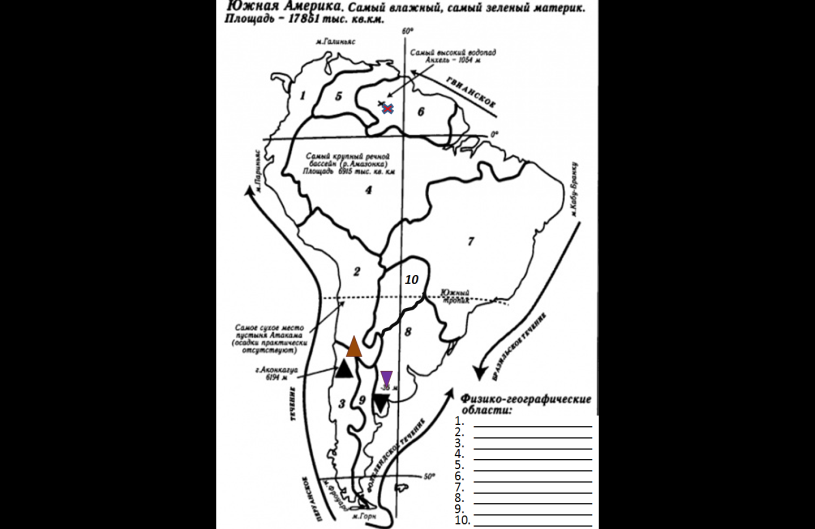 Южная Америка. Самый влажный, самый зеленый материк.
Площадь – 17851 тыс. кв.км.
60°
м.Галиньяс
Самый высокий водопад
Анхель – 1054 м
ГВИАНСКОЕ
1
5
6
0°
Самый крупный речной
бассейн (р.Амазонка)
Площадь 6915 тыс. кв. км
4
м.Париньяс
м.Кабу-Бранку
7
2
10
Южный
тропик
Самое сухое место
пустыня Атакама
(осадки практически
отсутствуют)
8
г.Аконкагуа
6194 м
-35 м
БРАЗИЛЬСКОЕ ТЕЧЕНИЕ
3
9
ТЕЧЕНИЕ
ПЕРУАНСКОЕ
ФОЛКЛЕНДСКОЕ ТЕЧЕНИЕ
50°
м.Фроуард
м.Горн
Физико-географические
области:
1.
2.
3.
4.
5.
6.
7.
8.
9.
10.